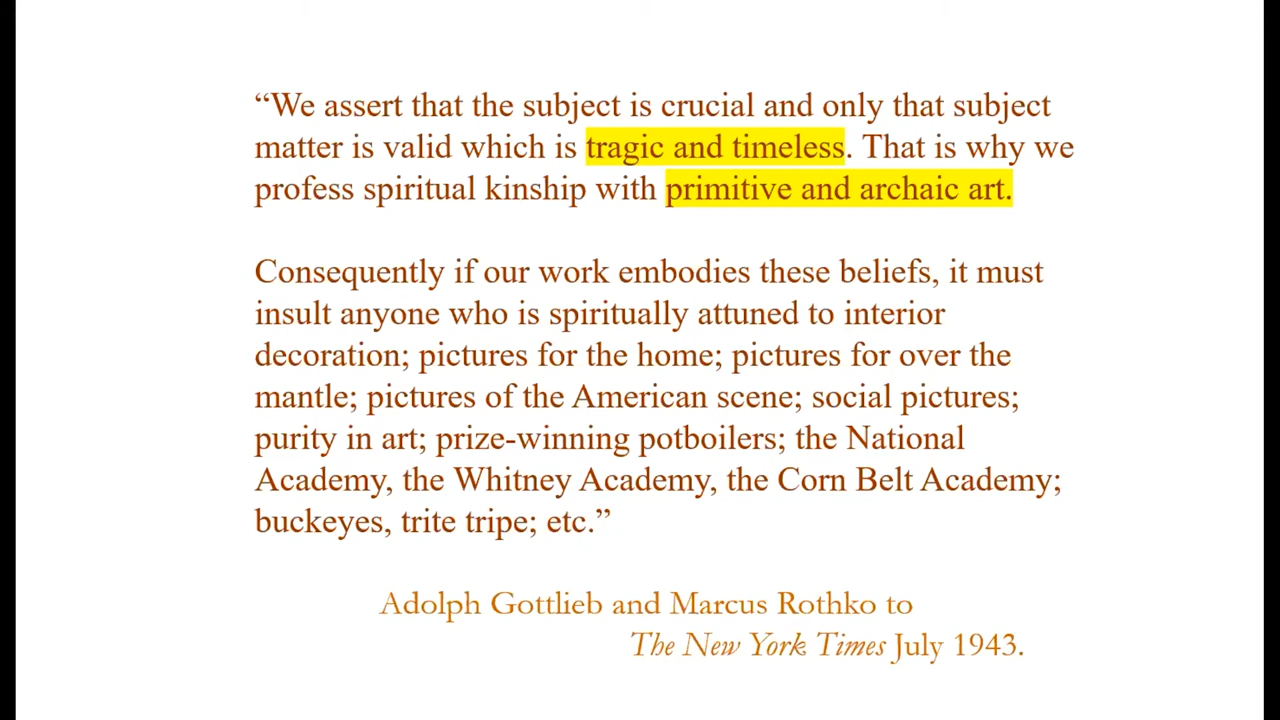 “We assert that the subject is crucial and only that subject
matter is valid which is tragic and timeless. That is why we
profess spiritual kinship with primitive and archaic art.
Consequently if our work embodies these beliefs, it must
insult anyone who is spiritually attuned to interior
decoration; pictures for the home; pictures for over the
mantle; pictures of the American scene; social pictures;
purity in art; prize-winning potboilers; the National
Academy, the Whitney Academy, the Corn Belt Academy;
buckeyes, trite tripe; etc.”
Adolph Gottlieb and Marcus Rothko to
The New York Times July 1943.